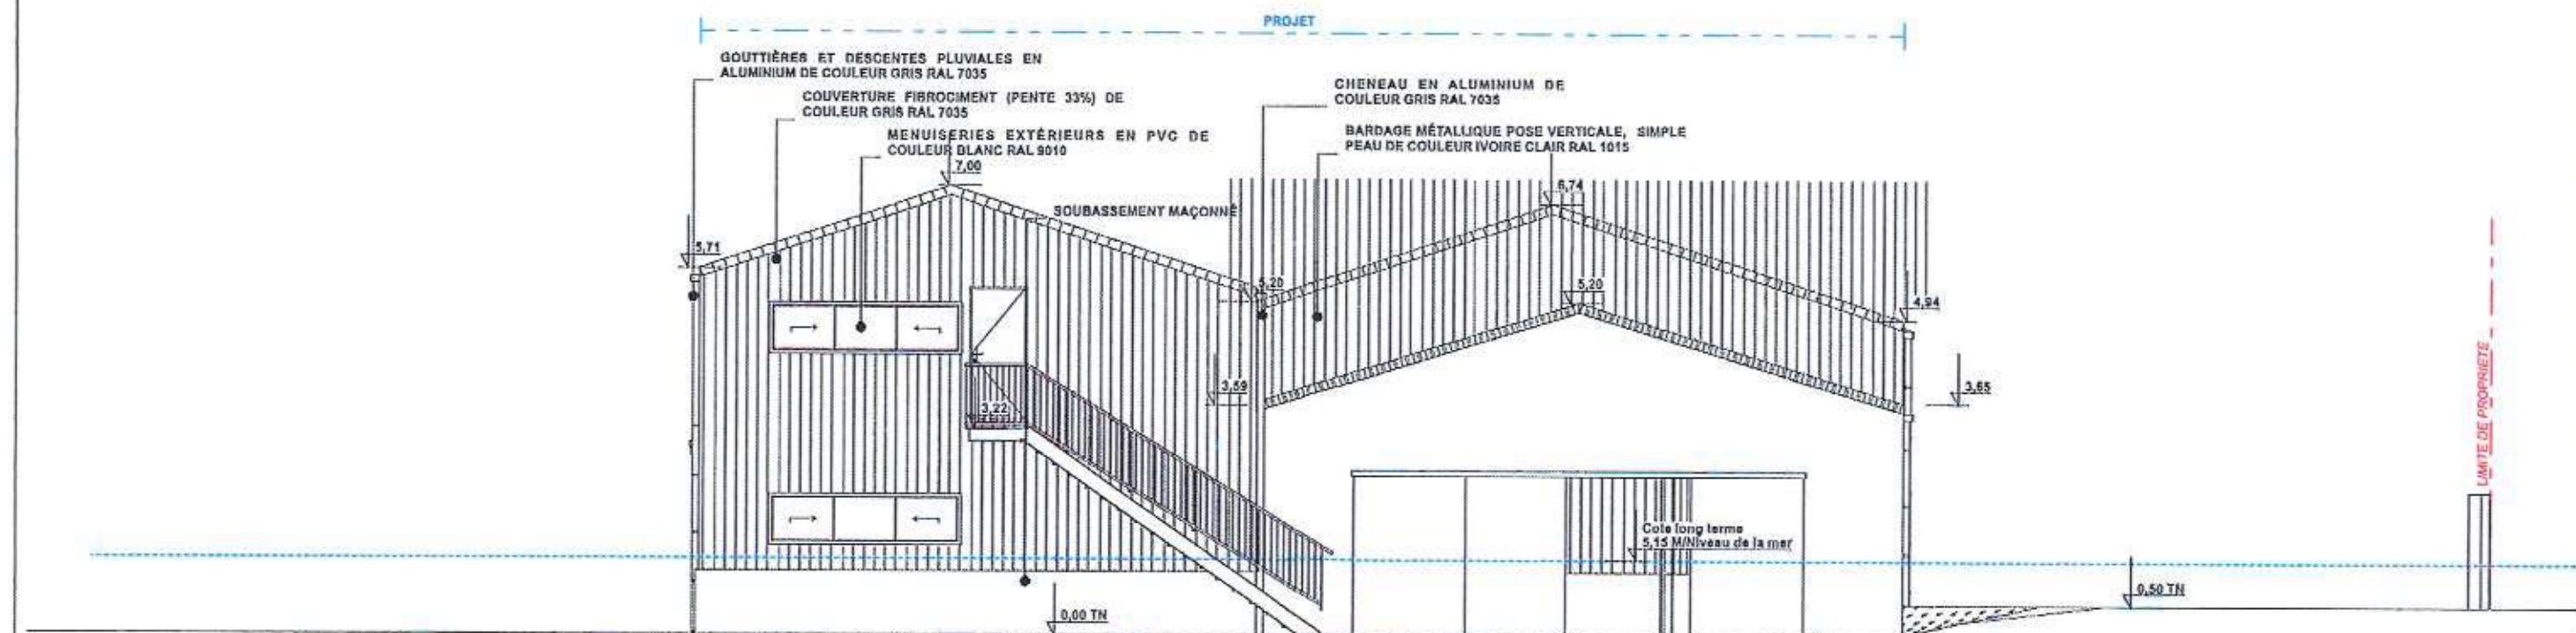 PROJET
GOUTTIÈRES ET DESCENTES PLUVIALES EN
ALUMINIUM DE COULEUR GRIS RAL 7035
COUVERTURE FIBROCIMENT (PENTE 33%) DE
COULEUR GRIS RAL 7035
MENUISERIES EXTÉRIEURS EN PVC DE
COULEUR BLANC RAL 9010
CHENEAU EN ALUMINIUM DE
COULEUR GRIS RAL 7035
BARDAGE MÉTALLIQUE POSE VERTICALE, SIMPLE
PEAU DE COULEUR IVOIRE CLAIR RAL 1015
7,00
6,74
SOUBASSEMENT MAÇONNÉ
5,71
5,20
5,20
4,94
3,59
3,65
3,22
LIMITE DE PROPRIETE
Cote long terme
5,15 M/Niveau de la mer
0,50 TN
0,00 TN